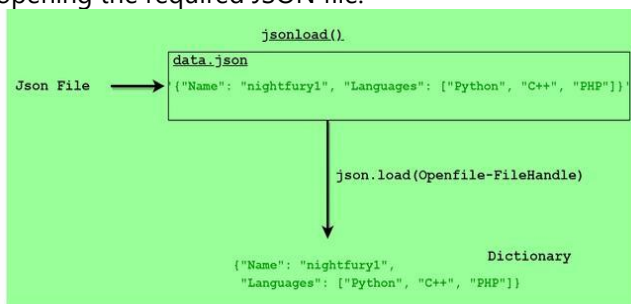 opening the required JSON file.
jsonload()
data.json
Json File
'{"Name": "nightfury1", "Languages": ["Python", "C++", "PHP"]}'
json.load(Openfile-FileHandle)
Dictionary
{"Name": "nightfury1",
"Languages": ["Python", "C++", "PHP"]}